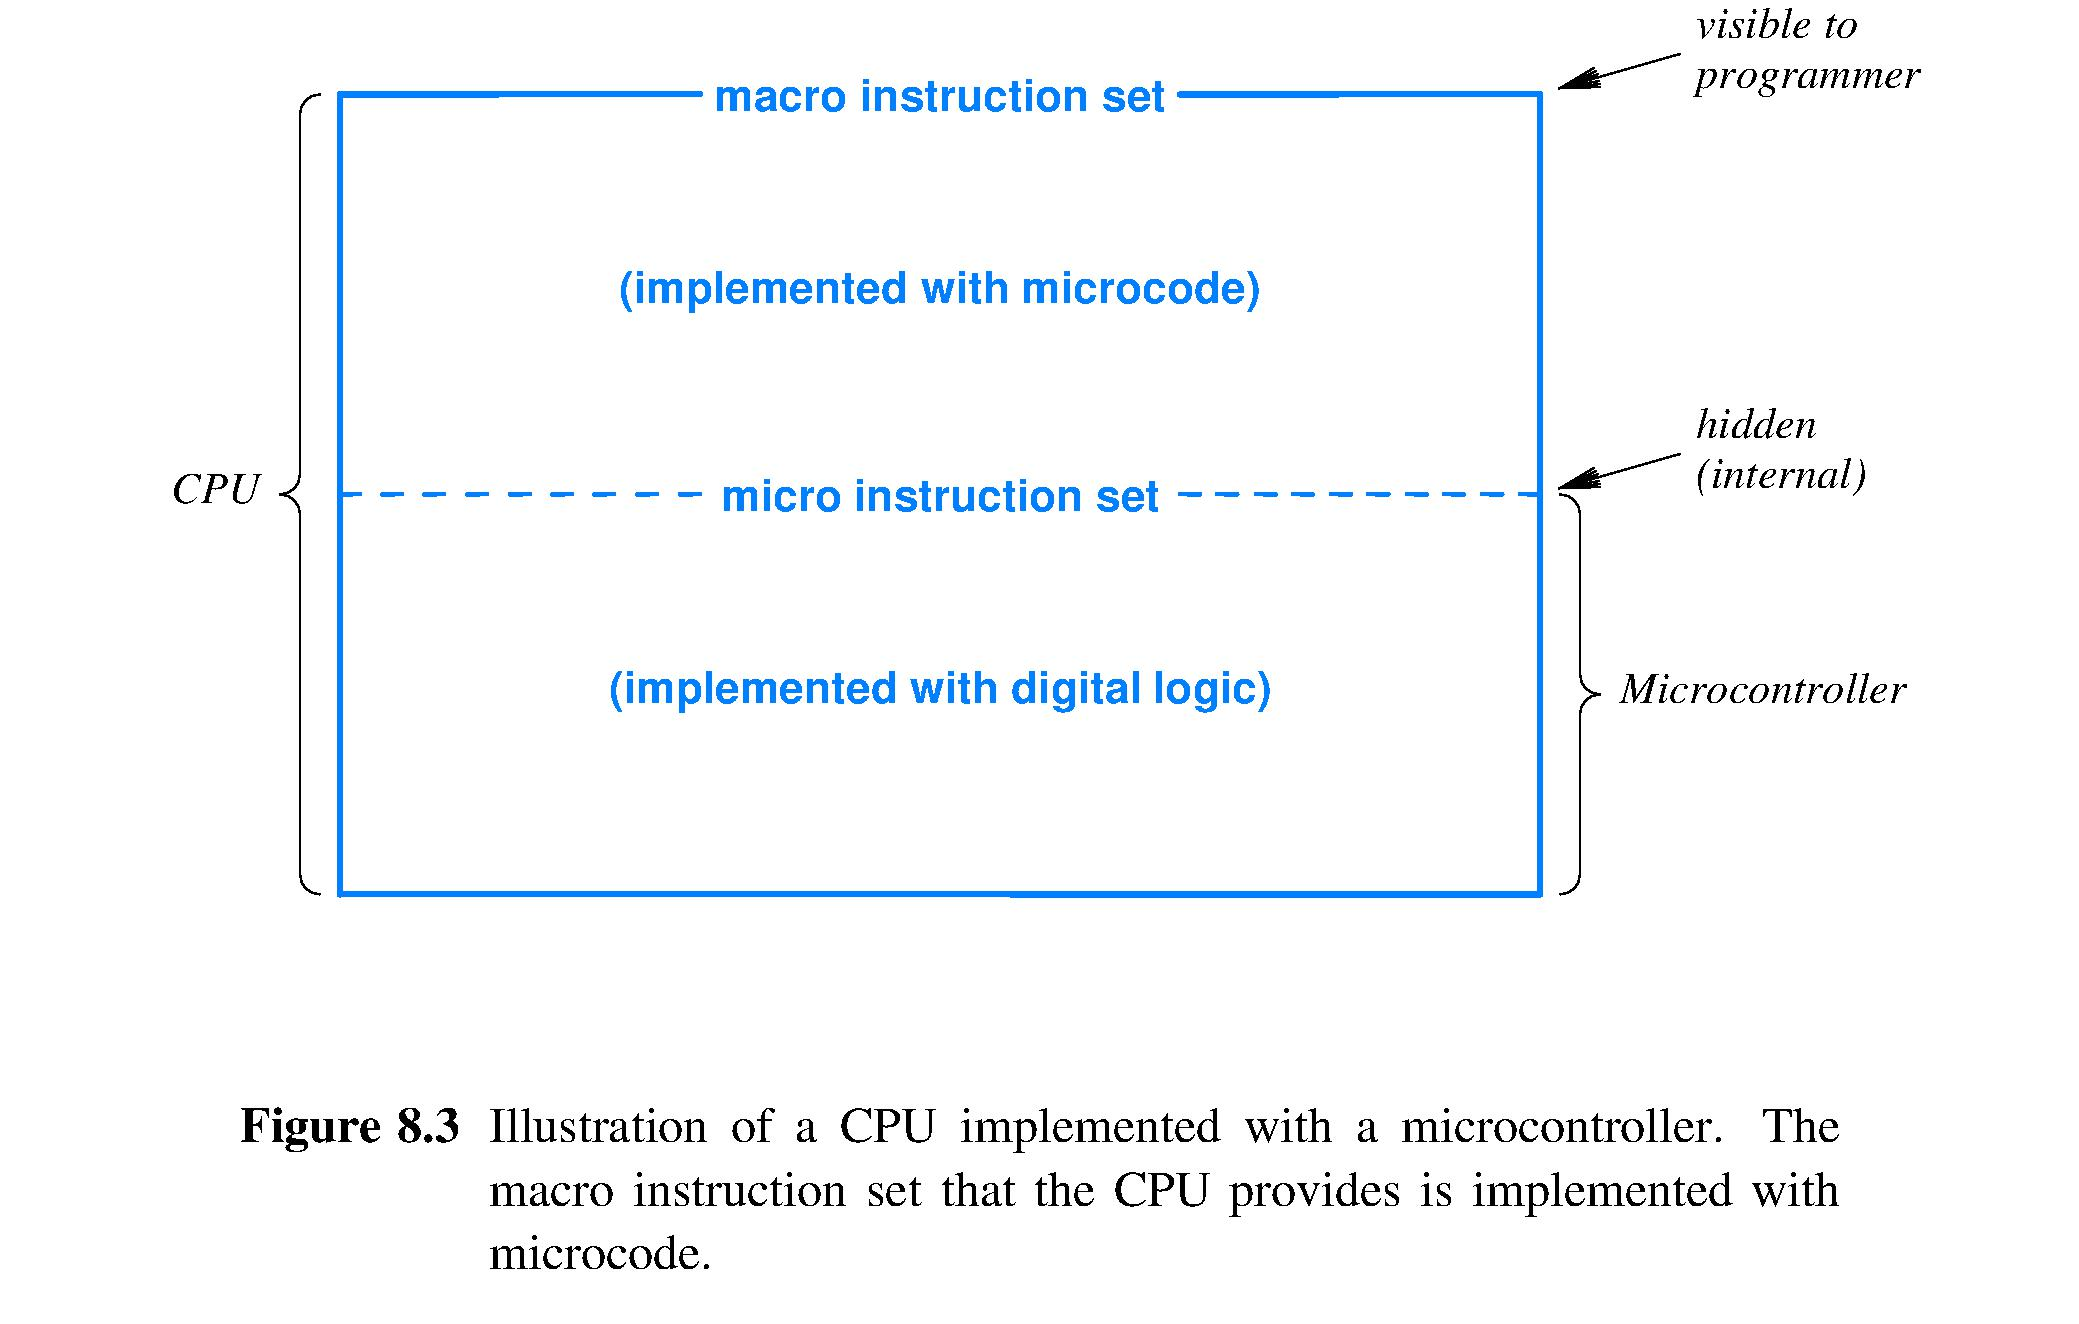 visible to
programmer
macro instruction set
(implemented with microcode)
hidden
(internal)
CPU
micro instruction set
(implemented with digital logic)
Microcontroller
Figure 8.3 Illustration of a CPU implemented with a microcontroller. The
macro instruction set that the CPU provides is implemented with
microcode.